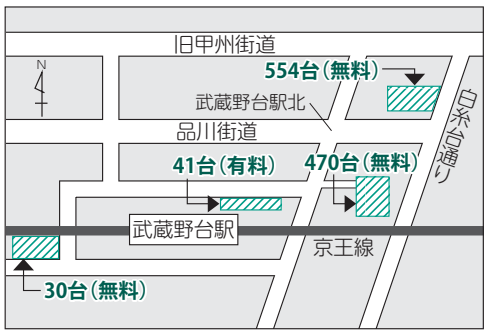 旧甲州街道
N
554台(無料)
武蔵野台駅北
白糸台通り
品川街道
41台(有料)
470台(無料)
武蔵野台駅
京王線
30台(無料)